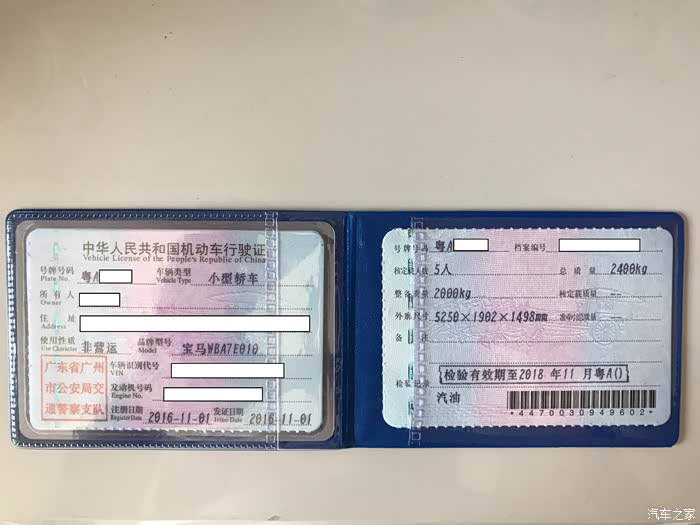 中华人民共和国机动车行驶证
Vehicle License of the People's Republic of China
号牌号码 粤A 车辆类型 小型轿车
Plate No. Vehicle Type
所有人
Owner
住址
Address
使用性质 非营运 品牌型号 宝马WBA7E010
Use Character Model
广东省广州
市公安局交
通警察支队
车辆识别代号
VIN
发动机号码
Engine No.
注册日期 2016-11-01 发证日期 2016-11-01
Register Date Issue Date
号牌号码 粤A 档案编号
核定载人数 5人 总质量 2400kg
整备质量 2000kg 核定载质量 --
外廓尺寸 5250×1902×1498mm 准牵引总质量 --
备注
检验有效期至2018年11月粤A()
检验记录
汽油
*4470030949602*
汽车之家